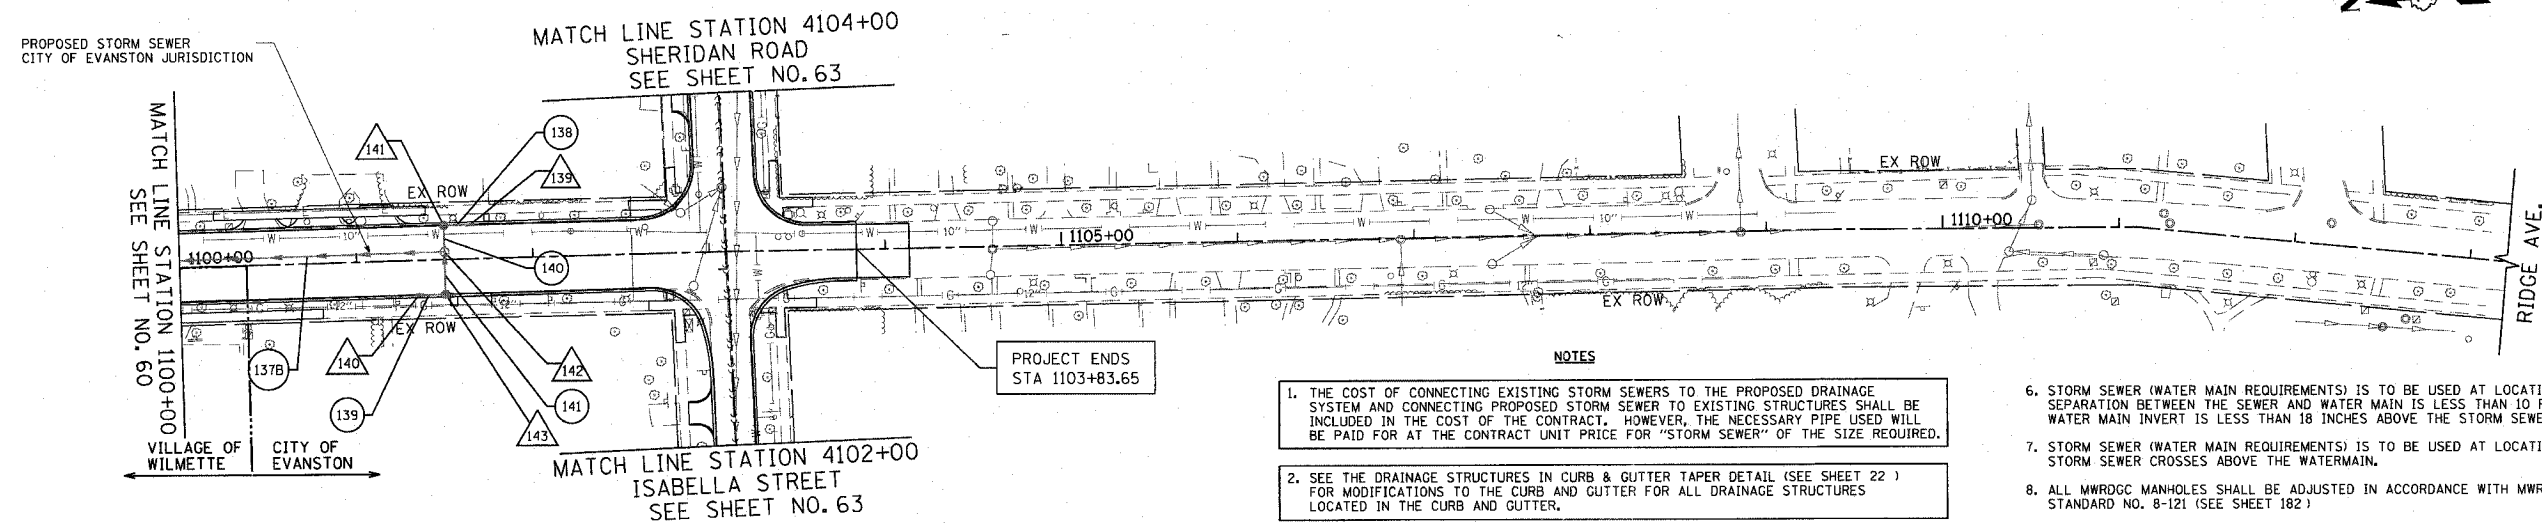 PROPOSED STORM SEWER
CITY OF EVANSTON JURISDICTION
MATCH LINE STATION 4104+00
SHERIDAN ROAD
SEE SHEET NO. 63
MATCH LINE STATION 1100+00
SEE SHEET NO. 60
141
138
139
EX ROW
W
10"
W
1100+00
140
EX ROW
137B
140
139
142
141
143
VILLAGE OF
WILMETTE
CITY OF
EVANSTON
MATCH LINE STATION 4102+00
ISABELLA STREET
SEE SHEET NO. 63
10"
W
1105+00
W
W
10"
W
EX ROW
1110+00
EX ROW
12"
G
RIDGE AVE.
PROJECT ENDS
STA 1103+83.65
NOTES
1. THE COST OF CONNECTING EXISTING STORM SEWERS TO THE PROPOSED DRAINAGE
SYSTEM AND CONNECTING PROPOSED STORM SEWER TO EXISTING STRUCTURES SHALL BE
INCLUDED IN THE COST OF THE CONTRACT. HOWEVER, THE NECESSARY PIPE USED WILL
BE PAID FOR AT THE CONTRACT UNIT PRICE FOR "STORM SEWER" OF THE SIZE REQUIRED.
2. SEE THE DRAINAGE STRUCTURES IN CURB & GUTTER TAPER DETAIL (SEE SHEET 22 )
FOR MODIFICATIONS TO THE CURB AND GUTTER FOR ALL DRAINAGE STRUCTURES
LOCATED IN THE CURB AND GUTTER.
6. STORM SEWER (WATER MAIN REQUIREMENTS) IS TO BE USED AT LOCATI
SEPARATION BETWEEN THE SEWER AND WATER MAIN IS LESS THAN 10 F
WATER MAIN INVERT IS LESS THAN 18 INCHES ABOVE THE STORM SEWE
7. STORM SEWER (WATER MAIN REQUIREMENTS) IS TO BE USED AT LOCATI
STORM SEWER CROSSES ABOVE THE WATERMAIN.
8. ALL MWRDGC MANHOLES SHALL BE ADJUSTED IN ACCORDANCE WITH MWR
STANDARD NO. 8-121 (SEE SHEET 182 )